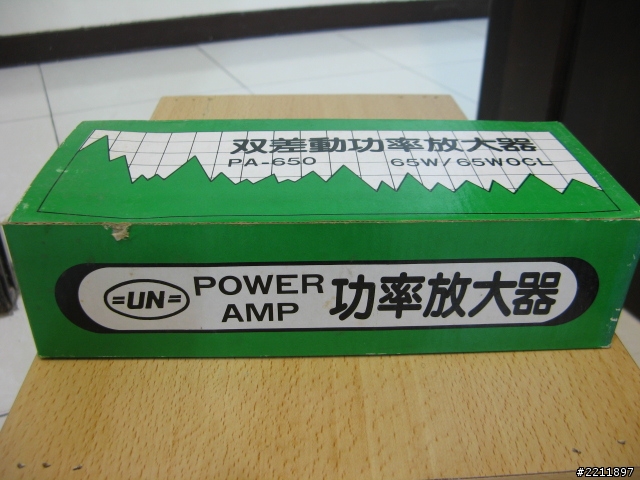 双差動功率放大器
PA-650 65W/65WOCL
=UN= POWER AMP 功率放大器
#2211897